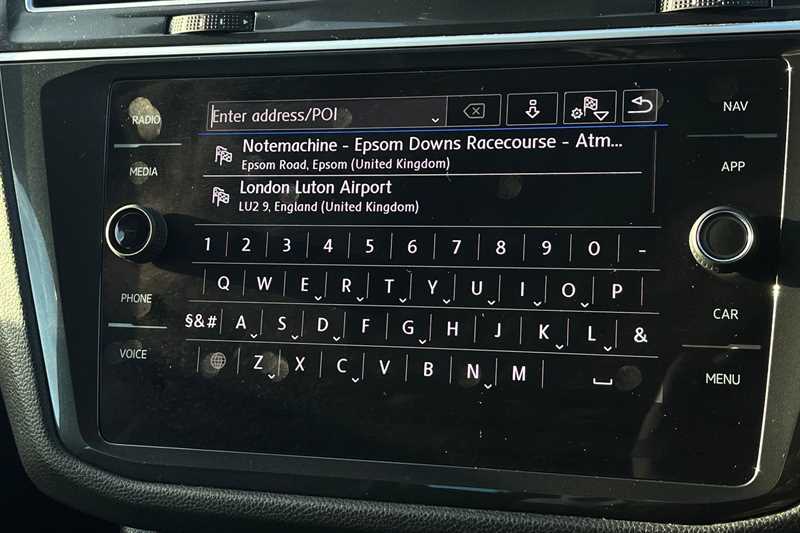 RADIO
MEDIA
PHONE
VOICE
Enter address/POI
Notemachine - Epsom Downs Racecourse - Atm...
Epsom Road, Epsom (United Kingdom)
London Luton Airport
LU2 9, England (United Kingdom)
1 2 3 4 5 6 7 8 9 0 -
Q W E R T Y U I O P
§&# A S D F G H J K L &
Z X C V B N M
NAV
APP
CAR
MENU